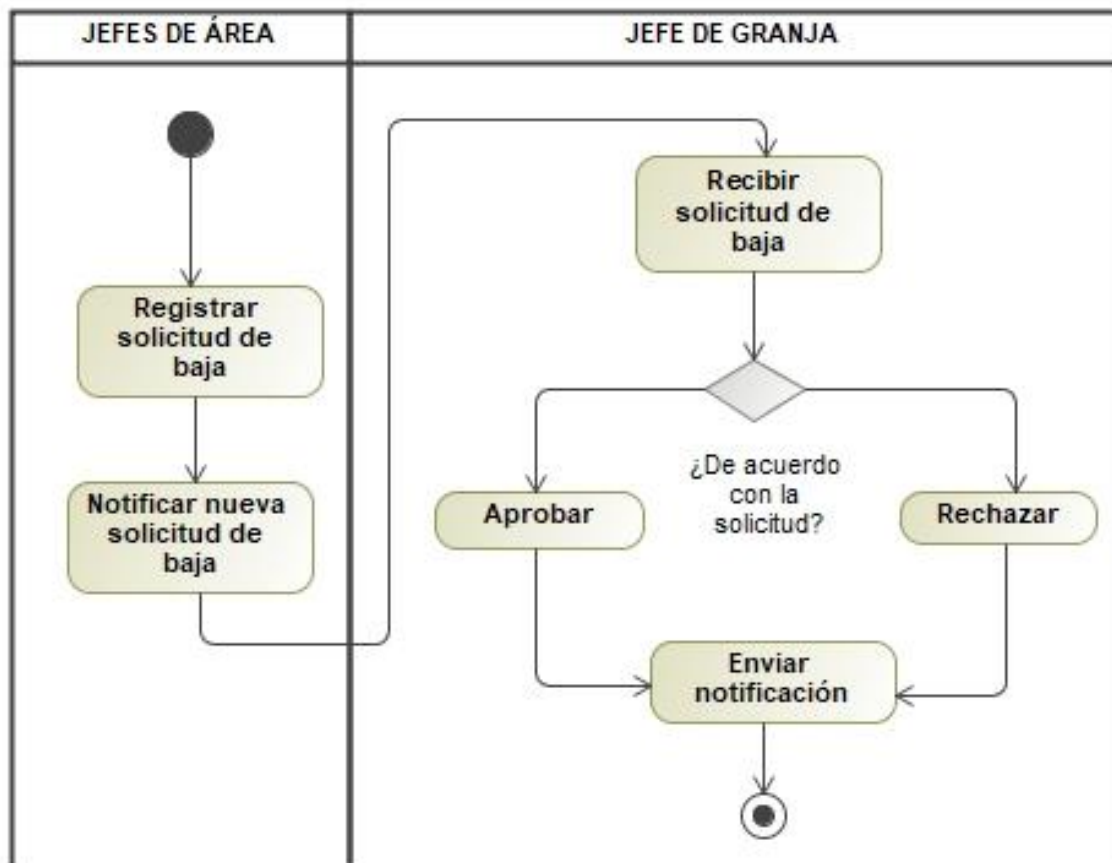 JEFES DE ÁREA
JEFE DE GRANJA
Registrar
solicitud de
baja
Notificar nueva
solicitud de
baja
Recibir
solicitud de
baja
¿De acuerdo
con la
solicitud?
Aprobar
Rechazar
Enviar
notificación